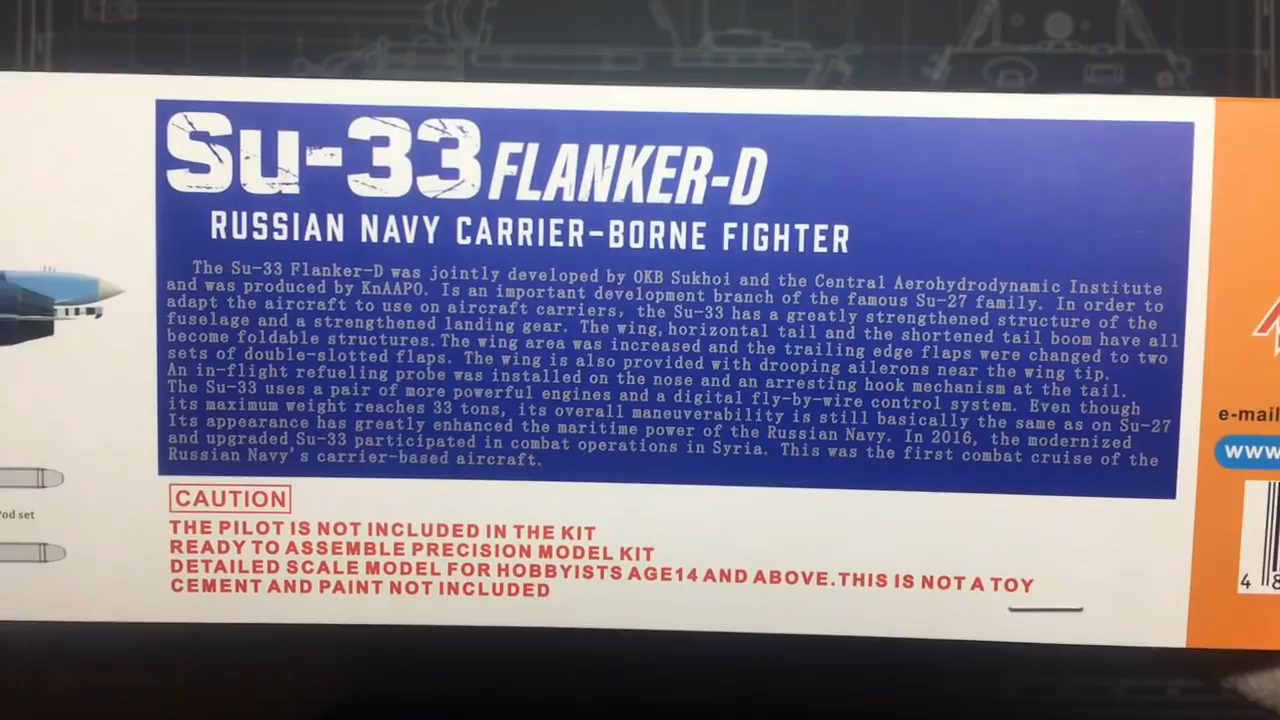 Su-33 FLANKER-D
RUSSIAN NAVY CARRIER-BORNE FIGHTER
The Su-33 Flanker-D was jointly developed by OKB Sukhoi and the Central Aerohydrodynamic Institute
and was produced by KnAAPO. Is an important development branch of the famous Su-27 family. In order to
adapt the aircraft to use on aircraft carriers, the Su-33 has a greatly strengthened structure of the
fuselage and a strengthened landing gear. The wing, horizontal tail and the shortened tail boom have all
become foldable structures. The wing area was increased and the trailing edge flaps were changed to two
sets of double-slotted flaps. The wing is also provided with drooping ailerons near the wing tip.
An in-flight refueling probe was installed on the nose and an arresting hook mechanism at the tail.
The Su-33 uses a pair of more powerful engines and a digital fly-by-wire control system. Even though
its maximum weight reaches 33 tons, its overall maneuverability is still basically the same as on Su-27
Its appearance has greatly enhanced the maritime power of the Russian Navy. In 2016, the modernized
and upgraded Su-33 participated in combat operations in Syria. This was the first combat cruise of the
Russian Navy's carrier-based aircraft.
CAUTION
THE PILOT IS NOT INCLUDED IN THE KIT
READY TO ASSEMBLE PRECISION MODEL KIT
DETAILED SCALE MODEL FOR HOBBYISTS AGE14 AND ABOVE.THIS IS NOT A TOY
CEMENT AND PAINT NOT INCLUDED
Pod set
e-mail
www
4 8